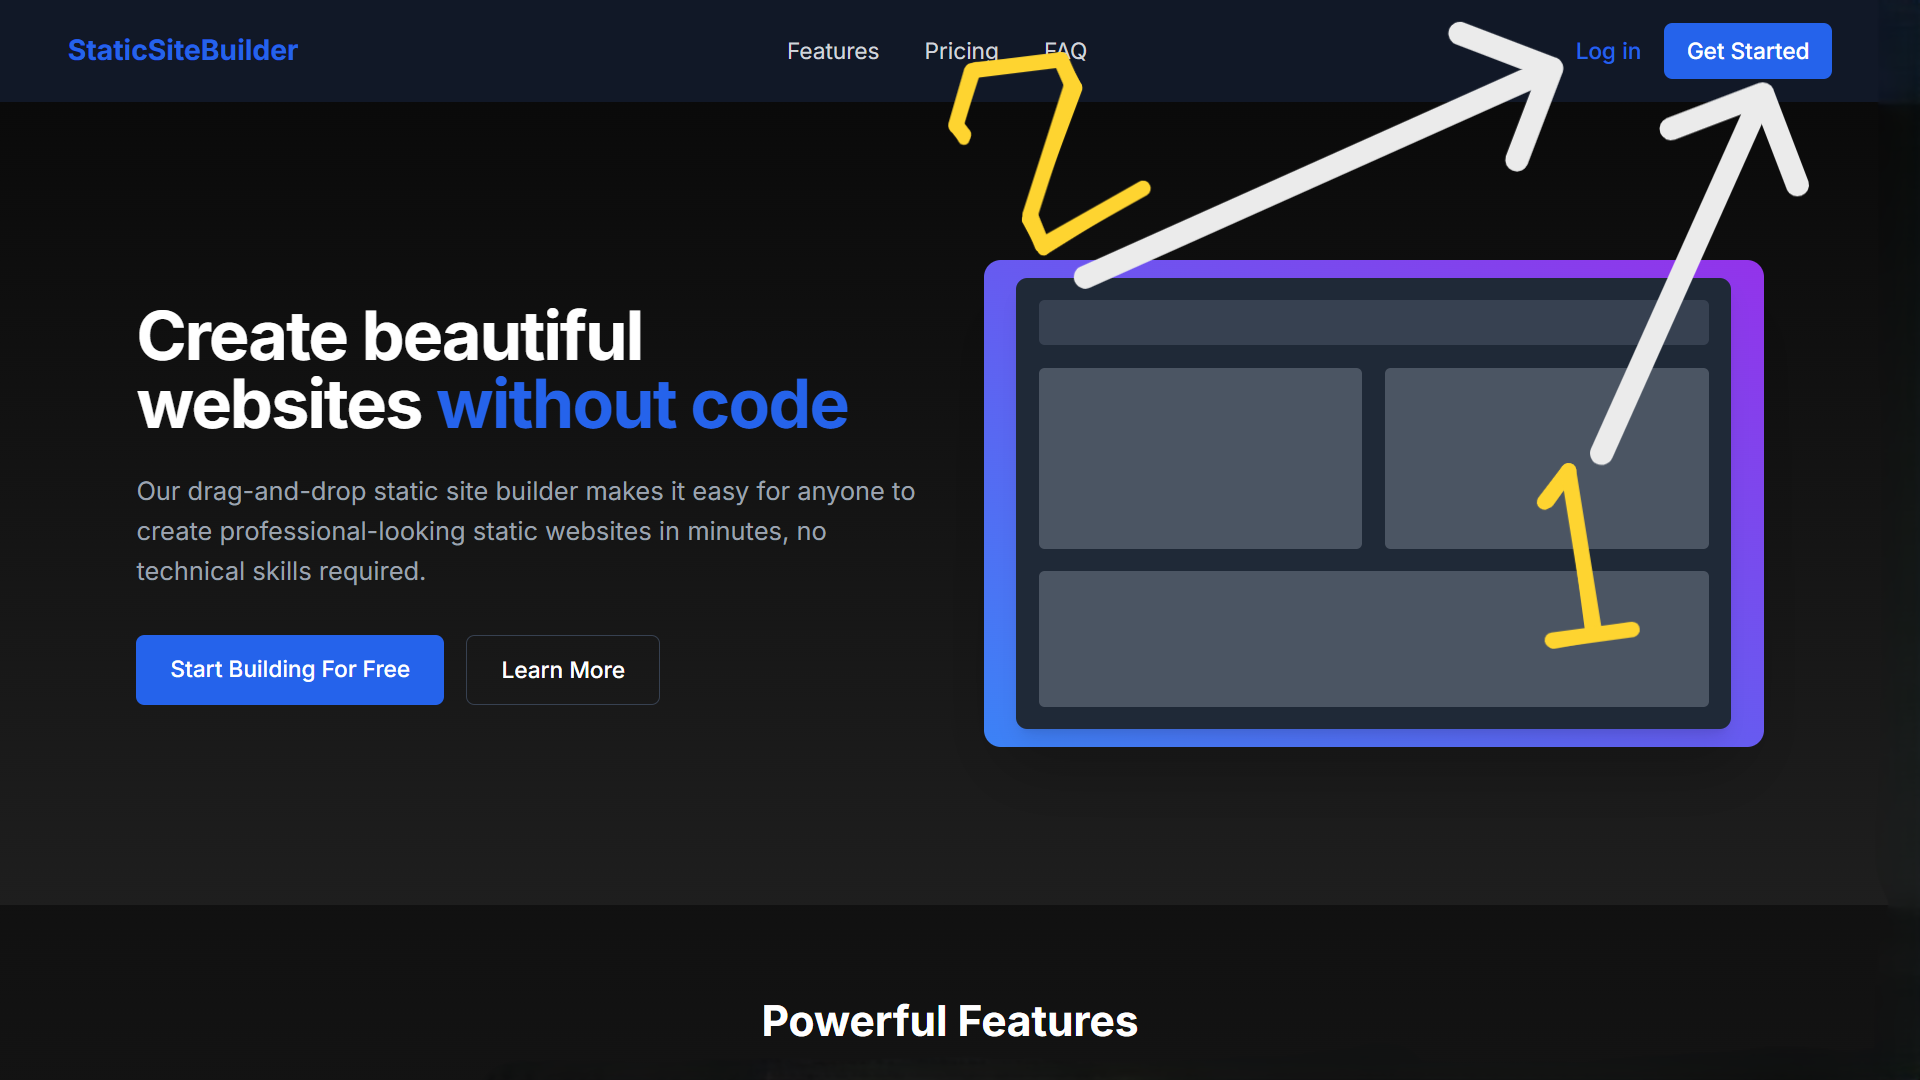 StaticSiteBuilder
Features
Pricing
FAQ
Log in
Get Started
2
Create beautiful
websites without code
Our drag-and-drop static site builder makes it easy for anyone to
create professional-looking static websites in minutes, no
technical skills required.
1
Start Building For Free
Learn More
Powerful Features